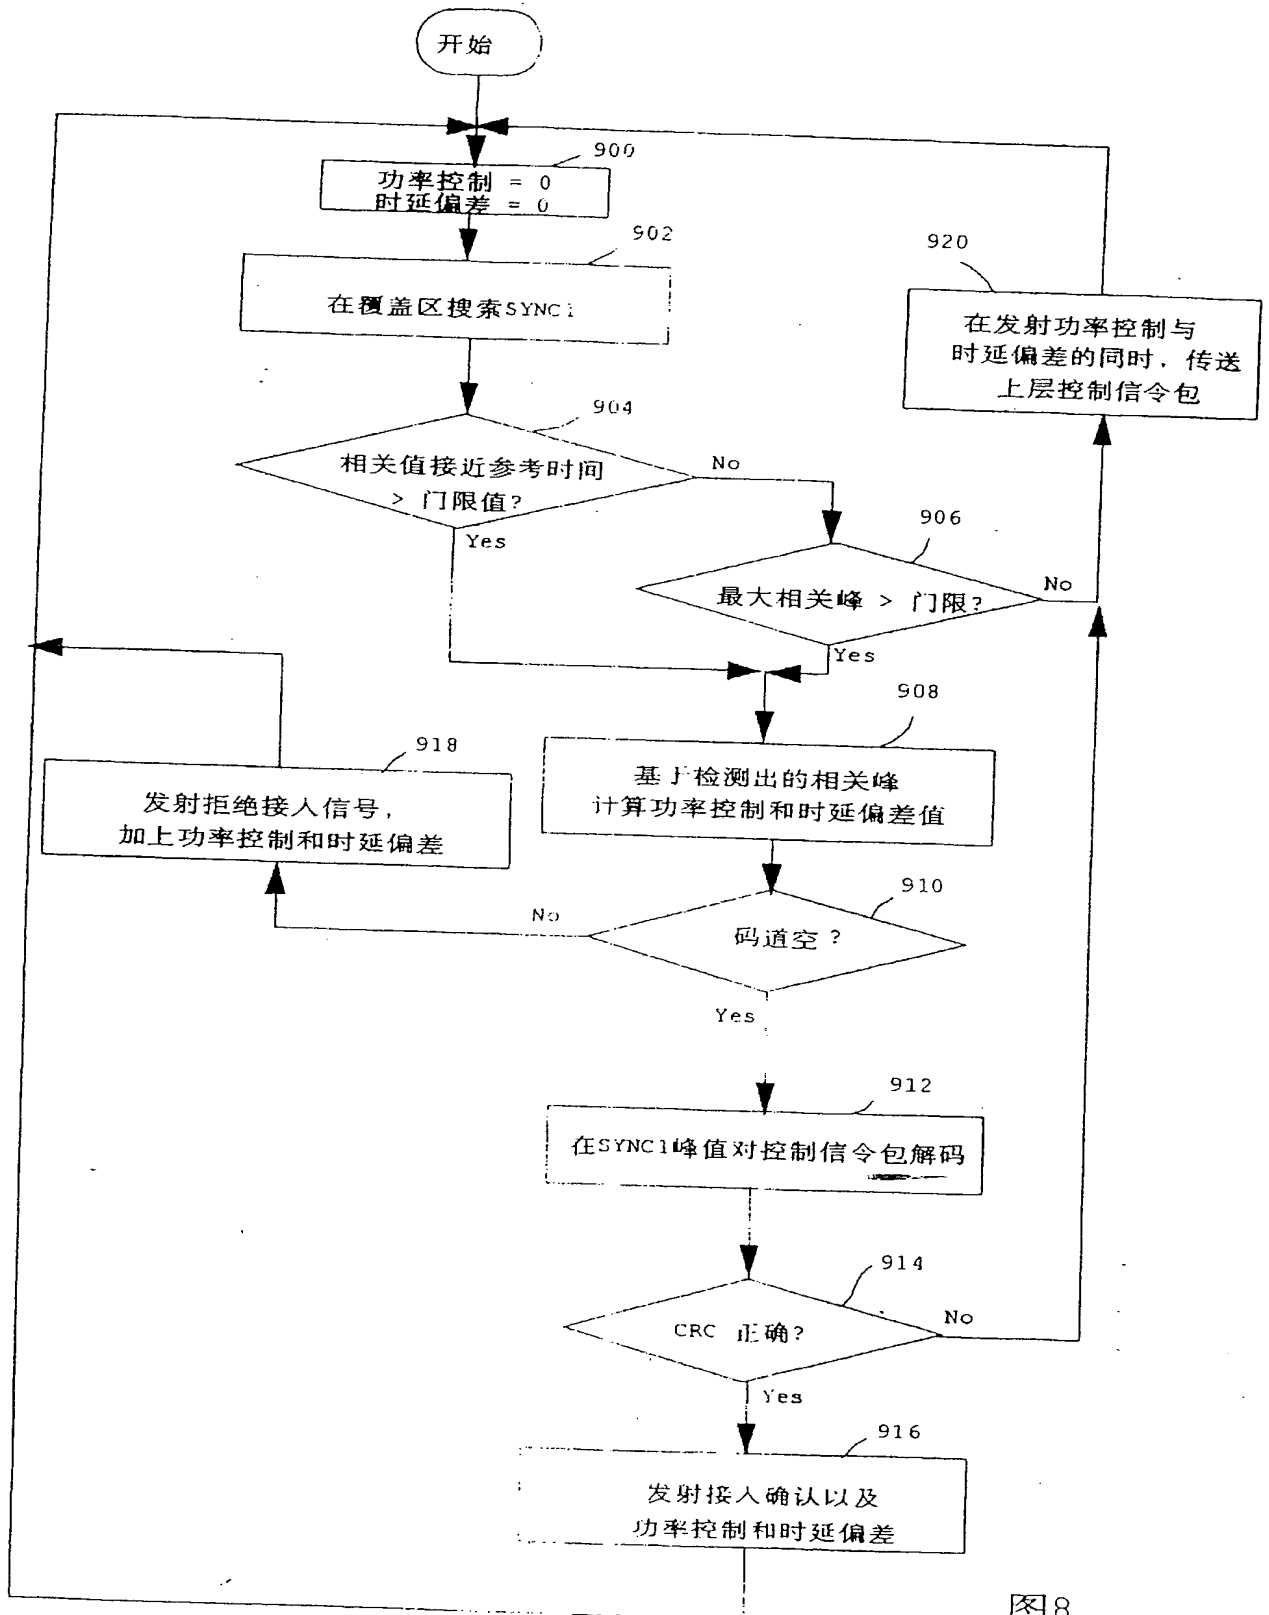 开始
900
功率控制 = 0
时延偏差 = 0
902
在覆盖区搜索SYNC1
920
在发射功率控制与
时延偏差的同时，传送
上层控制信令包
904
相关值接近参考时间
> 门限值?
No
Yes
906
最大相关峰 > 门限?
No
Yes
908
基于检测出的相关峰
计算功率控制和时延偏差值
918
发射拒绝接入信号，
加上功率控制和时延偏差
910
码道空?
No
Yes
912
在SYNC1峰值对控制信令包解码
914
CRC 正确?
No
Yes
916
发射接入确认以及
功率控制和时延偏差
图8